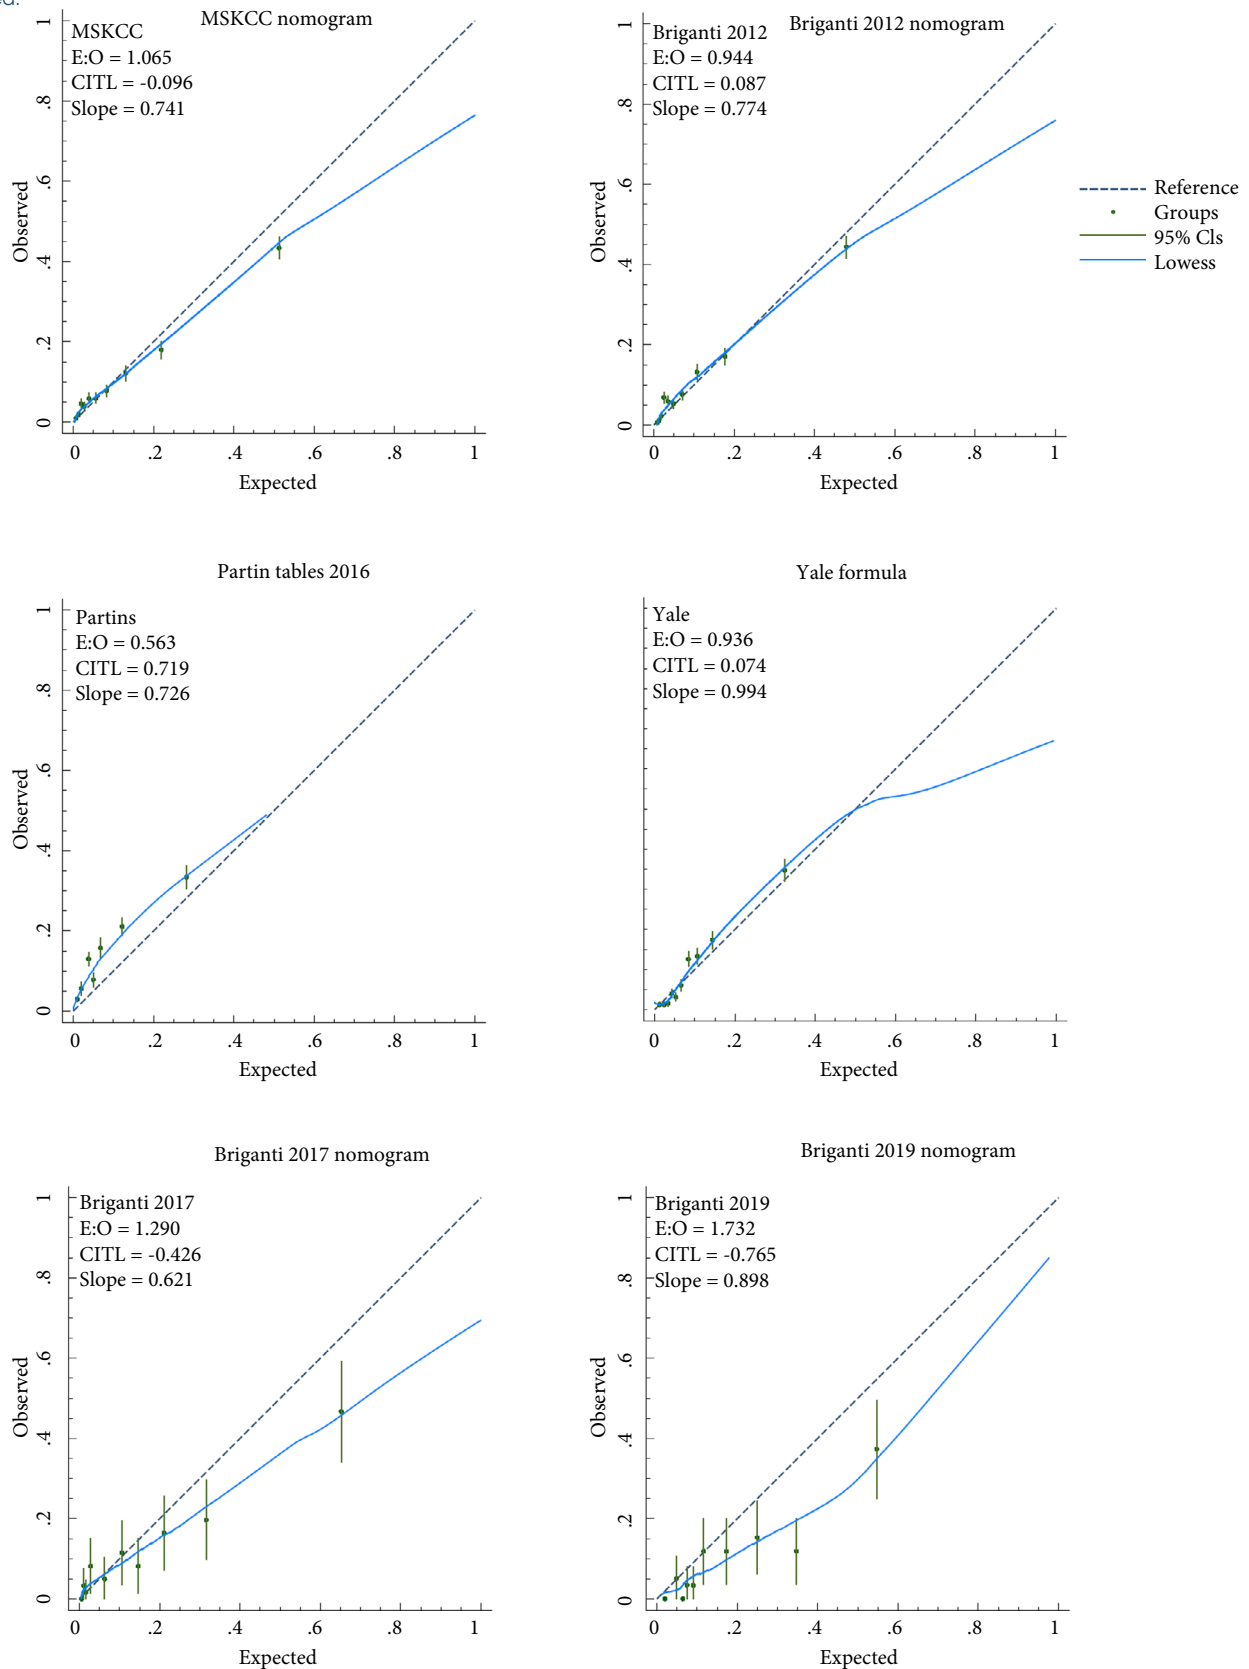 ed.
MSKCC nomogram
MSKCC
E:O = 1.065
CITL = -0.096
Slope = 0.741
Observed
0 .2 .4 .6 .8 1
0 .2 .4 .6 .8 1
Expected
Briganti 2012 nomogram
Briganti 2012
E:O = 0.944
CITL = 0.087
Slope = 0.774
Observed
0 .2 .4 .6 .8 1
0 .2 .4 .6 .8 1
Expected
Reference
Groups
95% Cls
Lowess
Partin tables 2016
Partins
E:O = 0.563
CITL = 0.719
Slope = 0.726
Observed
0 .2 .4 .6 .8 1
0 .2 .4 .6 .8 1
Expected
Yale formula
Yale
E:O = 0.936
CITL = 0.074
Slope = 0.994
0 .2 .4 .6 .8 1
Expected
Briganti 2017 nomogram
Briganti 2017
E:O = 1.290
CITL = -0.426
Slope = 0.621
Observed
0 .2 .4 .6 .8 1
0 .2 .4 .6 .8 1
Expected
Briganti 2019 nomogram
Briganti 2019
E:O = 1.732
CITL = -0.765
Slope = 0.898
Observed
0 .2 .4 .6 .8 1
0 .2 .4 .6 .8 1
Expected